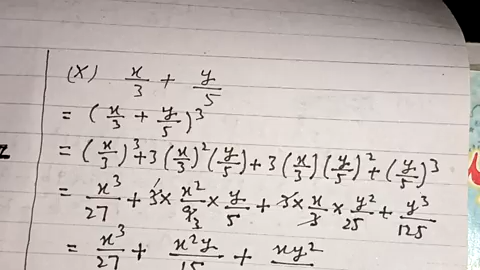 (x) x/3 + y/5
= (x/3 + y/5)³
= (x/3)³ + 3(x/3)²(y/5) + 3(x/3)(y/5)² + (y/5)³
= x³/27 + 3 × x²/9 3 × y/5 + 3 × x/3 × y²/25 + y³/125
= x³/27 + x²y/15 + xy²